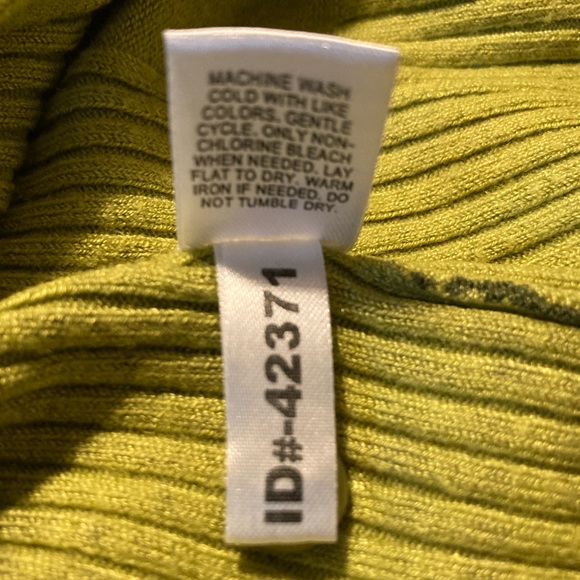 MACHINE WASH
COLD WITH LIKE
COLORS, GENTLE
CYCLE, ONLY NON-
CHLORINE BLEACH
WHEN NEEDED, LAY
FLAT TO DRY. WARM
IRON IF NEEDED. DO
NOT TUMBLE DRY.
ID#-42371